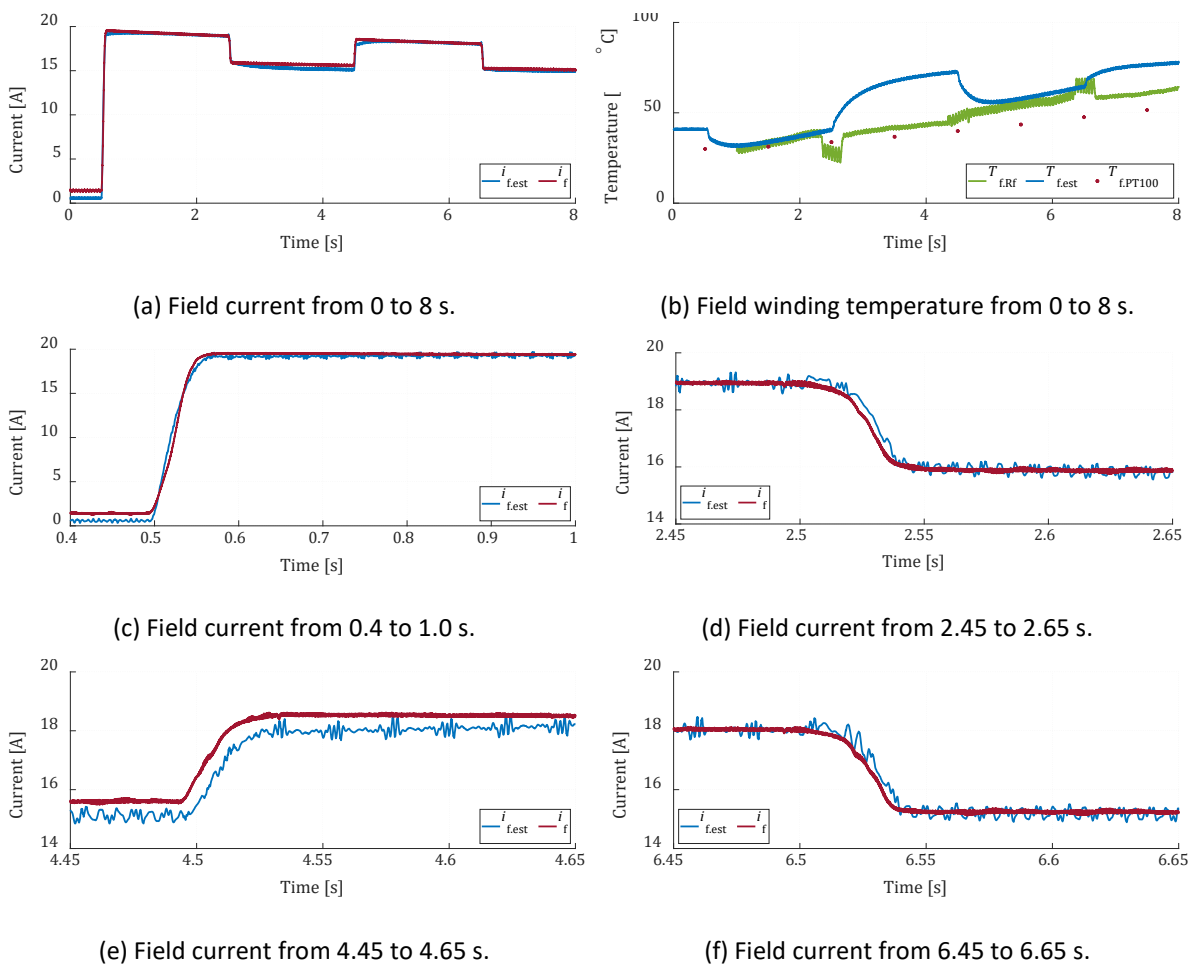 20
15
10
5
0
Current [A]
i f.est i f
0 2 4 6 8
Time [s]
(a) Field current from 0 to 8 s.
100
50
0
Temperature [ °C]
T f.Rf T f.est T f.PT100
0 2 4 6 8
Time [s]
(b) Field winding temperature from 0 to 8 s.
20
15
10
5
0
Current [A]
i f.est i f
0.4 0.5 0.6 0.7 0.8 0.9 1
Time [s]
(c) Field current from 0.4 to 1.0 s.
20
18
16
14
Current [A]
i f.est i f
2.45 2.5 2.55 2.6 2.65
Time [s]
(d) Field current from 2.45 to 2.65 s.
20
18
16
14
Current [A]
i f.est i f
4.45 4.5 4.55 4.6 4.65
Time [s]
(e) Field current from 4.45 to 4.65 s.
20
18
16
14
Current [A]
i f.est i f
6.45 6.5 6.55 6.6 6.65
Time [s]
(f) Field current from 6.45 to 6.65 s.